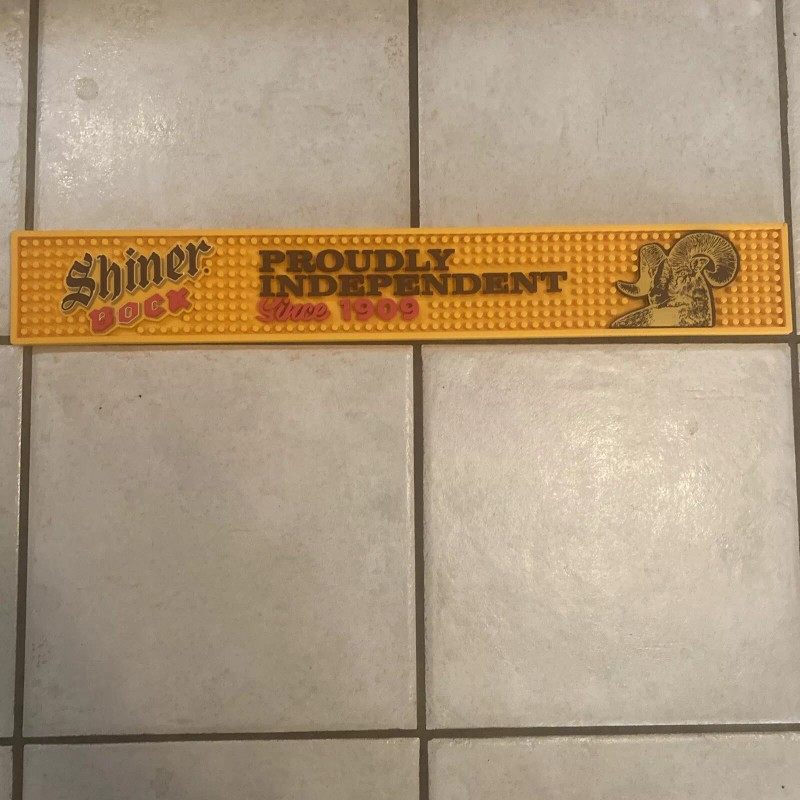 Shiner
BOCK
PROUDLY
INDEPENDENT
Since 1909